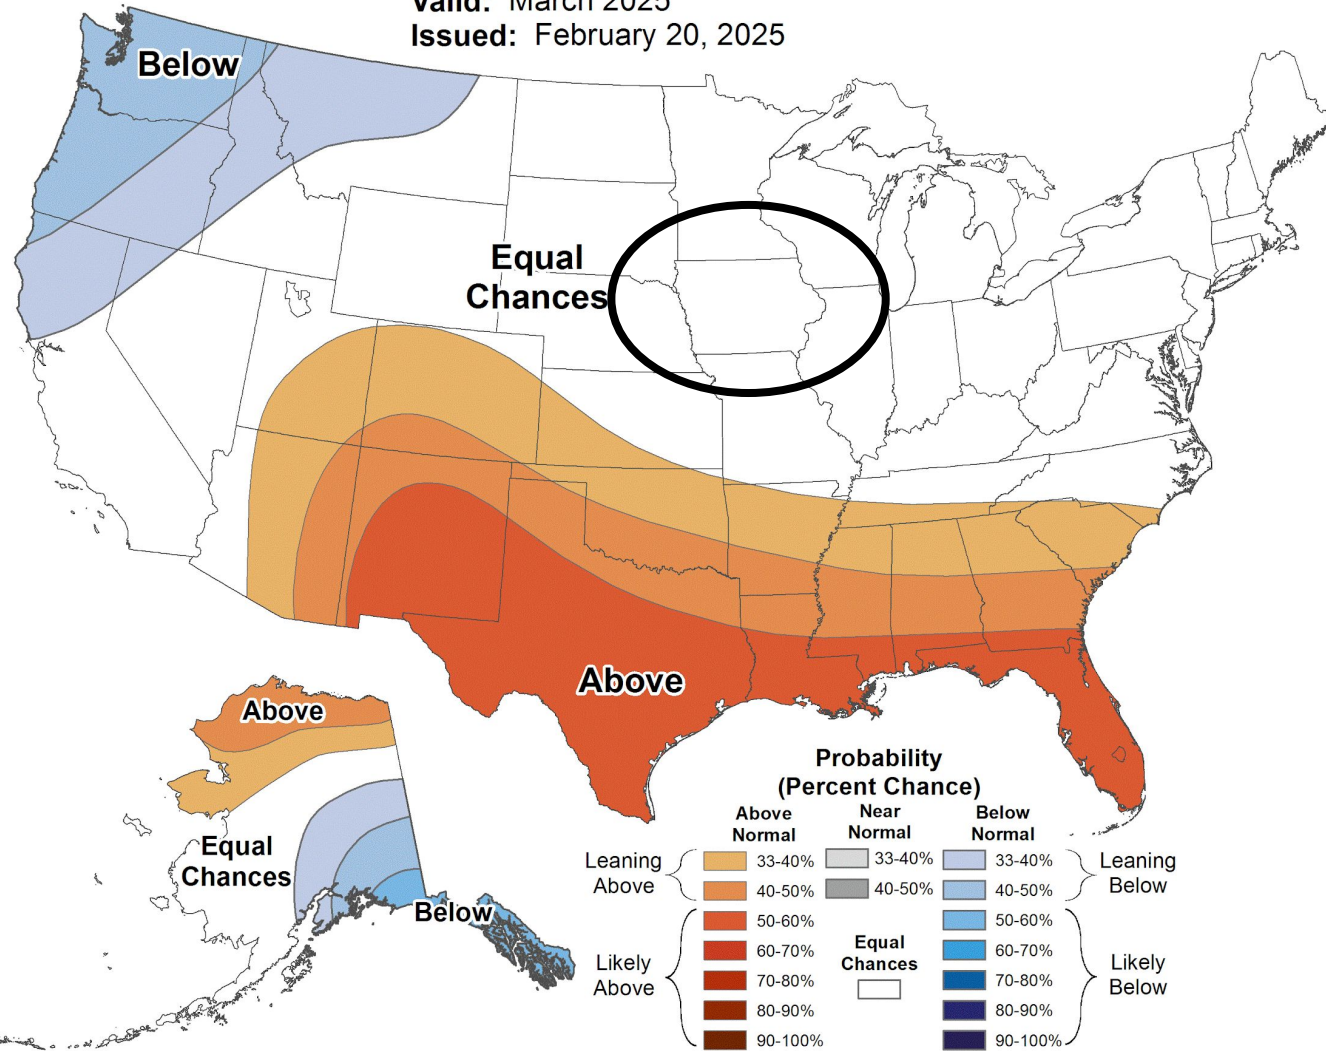 Valid: March 2025
Issued: February 20, 2025
Below
Equal
Chances
Above
Above
Equal
Chances
Below
Probability
(Percent Chance)
Above
Normal
Near
Normal
Below
Normal
Leaning
Above
33-40%
40-50%
33-40%
40-50%
33-40%
40-50%
Leaning
Below
Likely
Above
50-60%
60-70%
70-80%
80-90%
90-100%
Equal
Chances
50-60%
60-70%
70-80%
80-90%
90-100%
Likely
Below